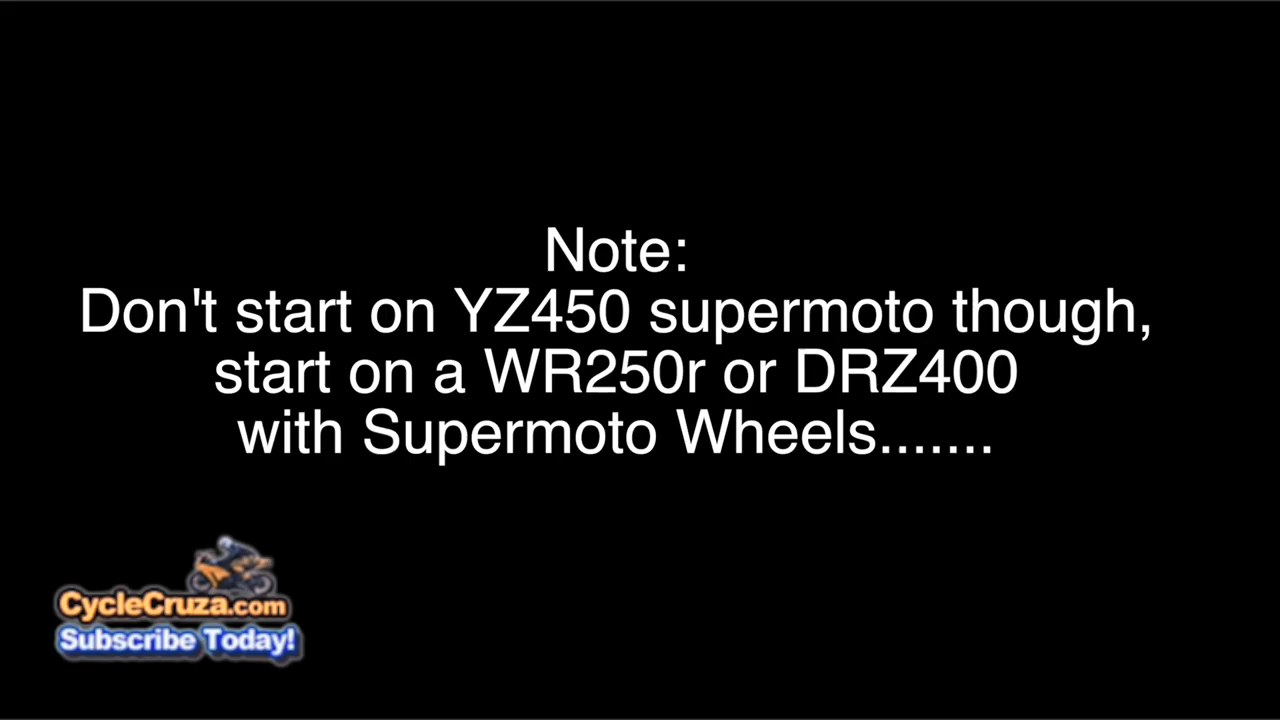 Note:
Don't start on YZ450 supermoto though,
start on a WR250r or DRZ400
with Supermoto Wheels.......
CycleCruza.com
Subscribe Today!